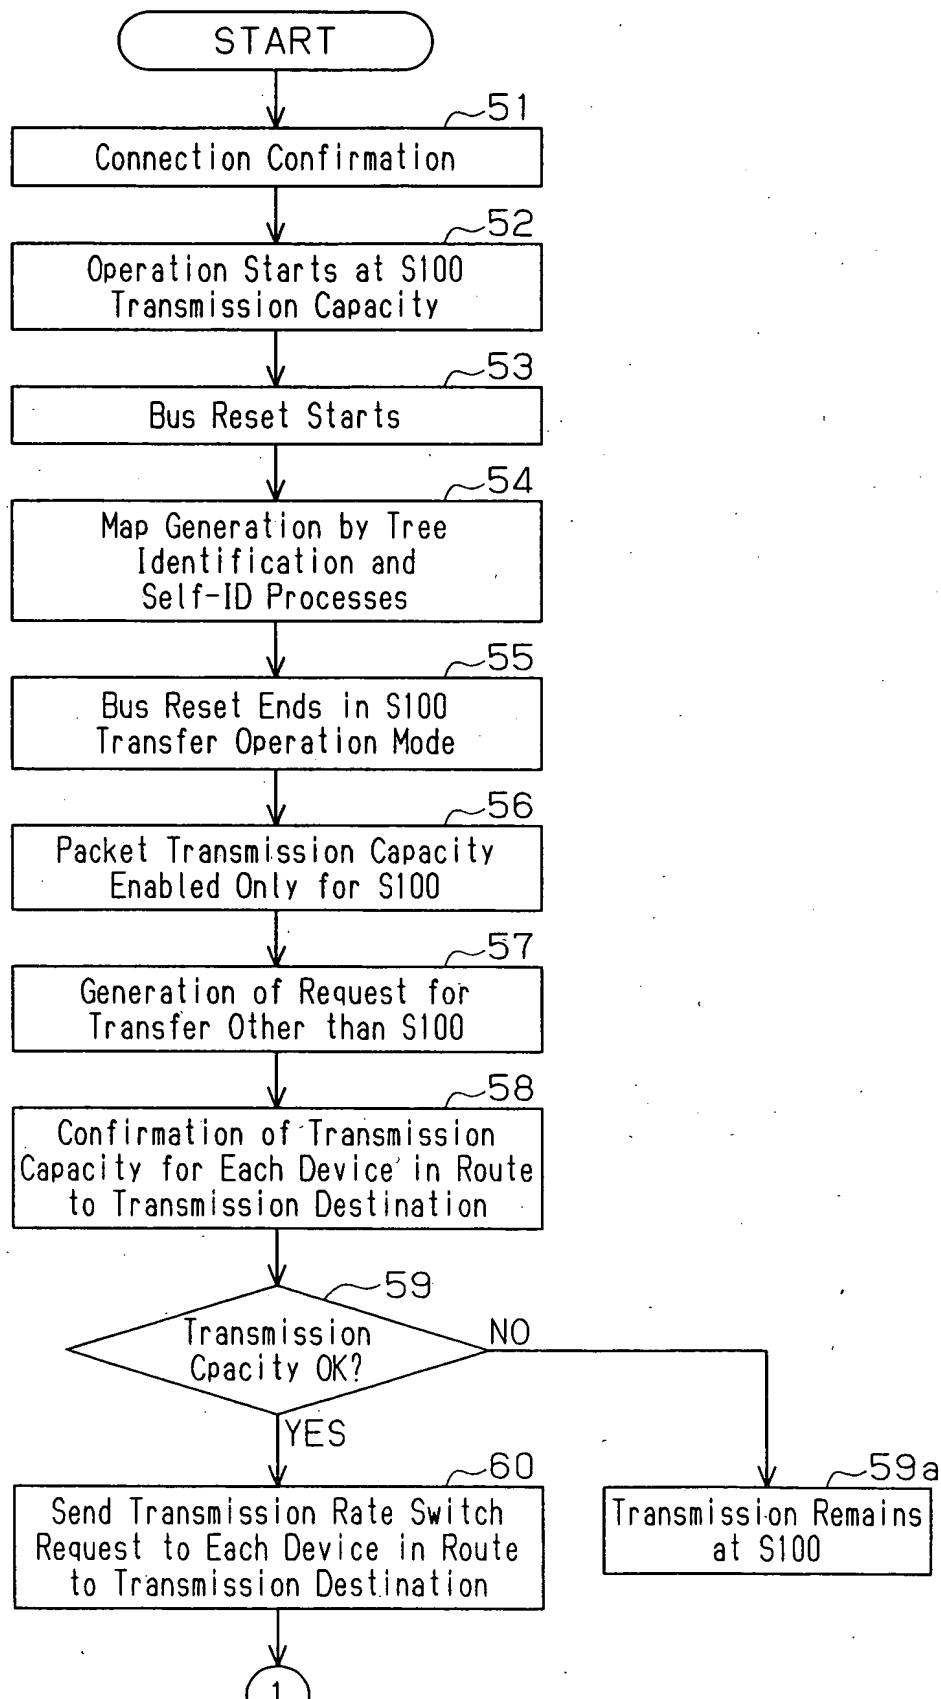 START
51
Connection Confirmation
52
Operation Starts at S100
Transmission Capacity
53
Bus Reset Starts
54
Map Generation by Tree
Identification and
Self-ID Processes
55
Bus Reset Ends in S100
Transfer Operation Mode
56
Packet Transmission Capacity
Enabled Only for S100
57
Generation of Request for
Transfer Other than S100
58
Confirmation of Transmission
Capacity for Each Device in Route
to Transmission Destination
59
Transmission
Cpacity OK?
NO
YES
60
Send Transmission Rate Switch
Request to Each Device in Route
to Transmission Destination
59a
Transmission Remains
at S100
1